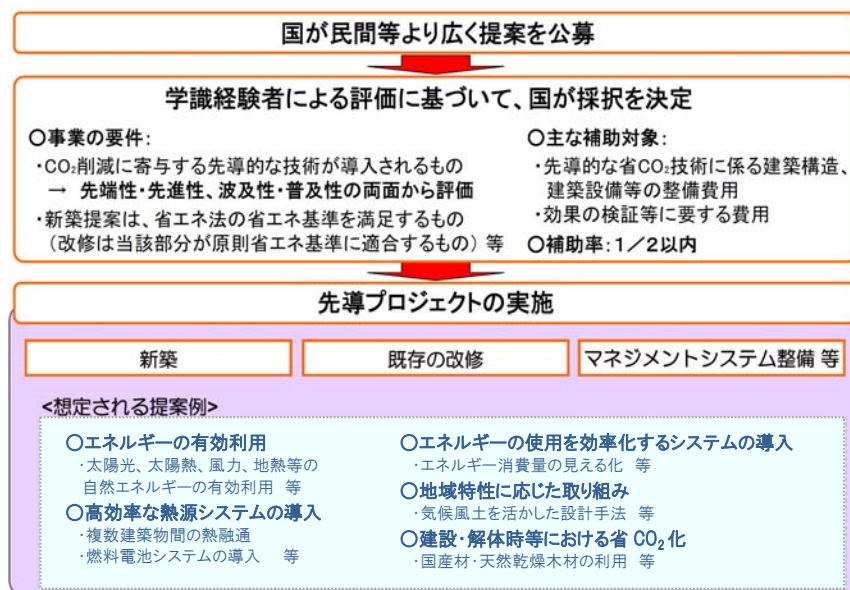 国が民間等より広く提案を公募
学識経験者による評価に基づいて、国が採択を決定
○事業の要件:
・CO₂削減に寄与する先導的な技術が導入されるもの
→ 先端性・先進性、波及性・普及性の両面から評価
・新築提案は、省エネ法の省エネ基準を満足するもの
（改修は当該部分が原則省エネ基準に適合するもの）等
○主な補助対象:
・先導的な省CO₂技術に係る建築構造、
建築設備等の整備費用
・効果の検証等に要する費用
○補助率:1／2以内
先導プロジェクトの実施
新築
既存の改修
マネジメントシステム整備 等
<想定される提案例>
○エネルギーの有効利用
・太陽光、太陽熱、風力、地熱等の
自然エネルギーの有効利用 等
○高効率な熱源システムの導入
・複数建築物間の熱融通
・燃料電池システムの導入 等
○エネルギーの使用を効率化するシステムの導入
・エネルギー消費量の見える化 等
○地域特性に応じた取り組み
・気候風土を活かした設計手法 等
○建設・解体時等における省 CO₂ 化
・国産材・天然乾燥木材の利用 等